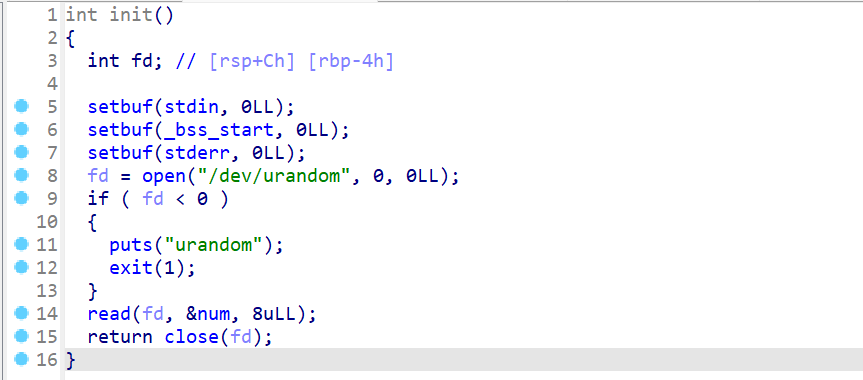 1 int init()
2 {
3   int fd; // [rsp+Ch] [rbp-4h]
4
5   setbuf(stdin, 0LL);
6   setbuf(_bss_start, 0LL);
7   setbuf(stderr, 0LL);
8   fd = open("/dev/urandom", 0, 0LL);
9   if ( fd < 0 )
10   {
11     puts("urandom");
12     exit(1);
13   }
14   read(fd, &num, 8uLL);
15   return close(fd);
16 }